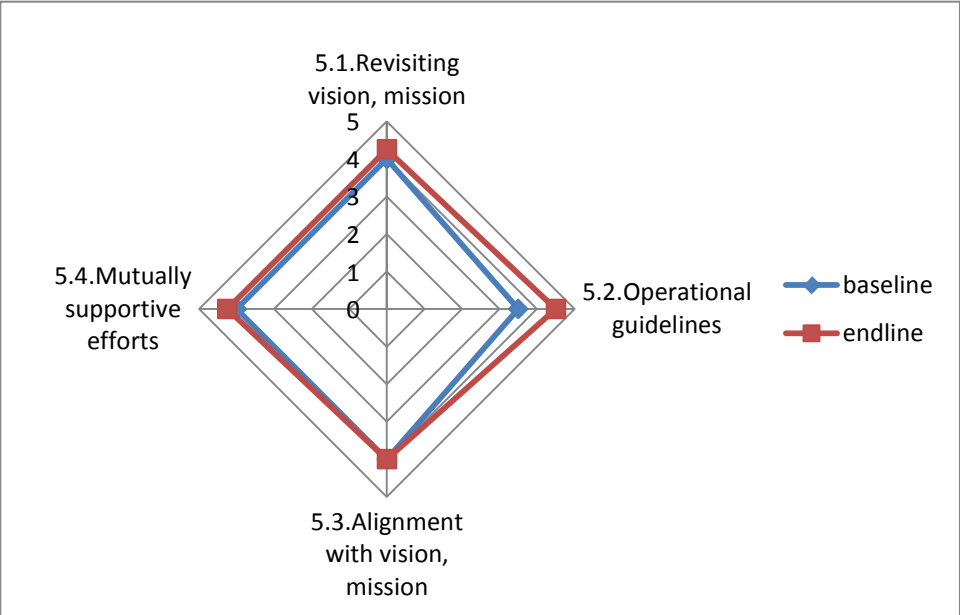 5.1.Revisiting
vision, mission
5
4
3
2
1
0
5.4.Mutually
supportive
efforts
5.2.Operational
guidelines
baseline
endline
5.3.Alignment
with vision,
mission